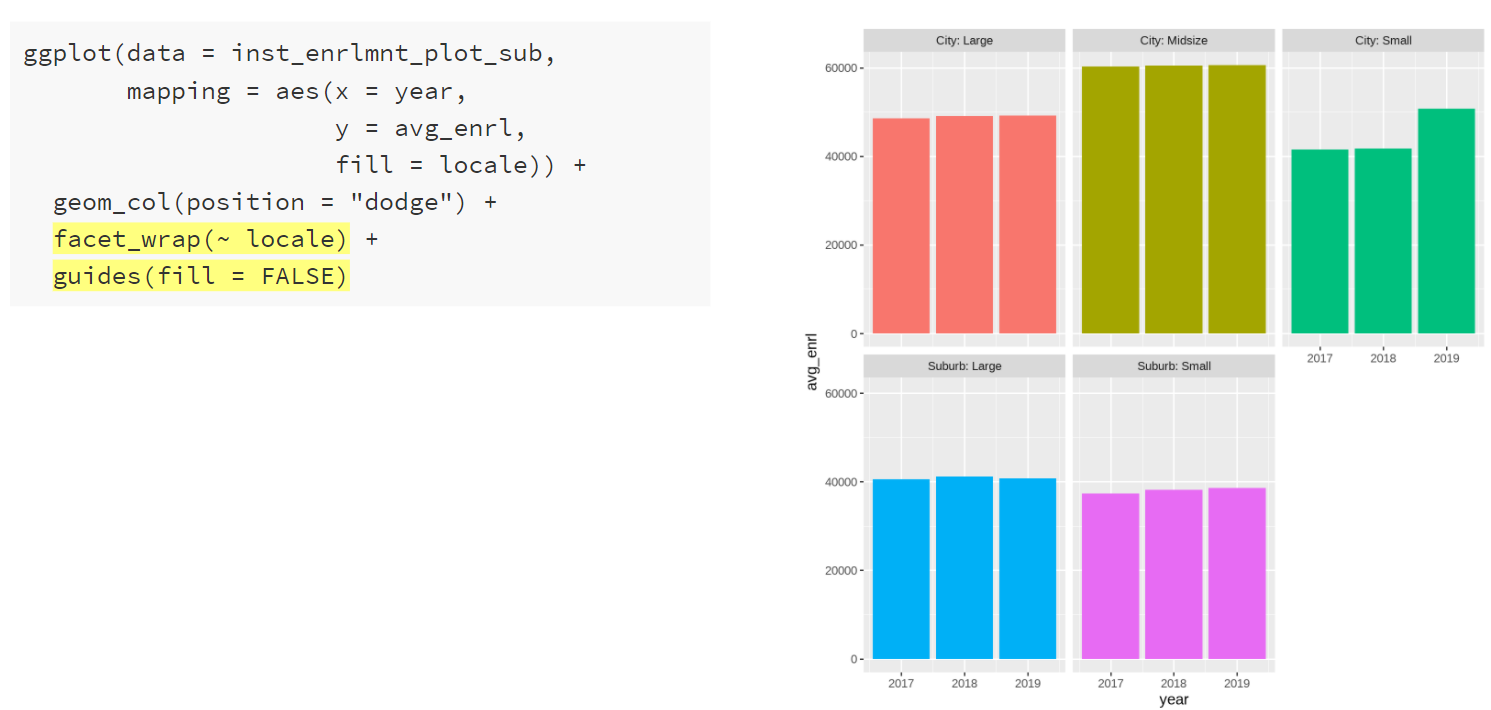 ggplot(data = inst_enrlmnt_plot_sub,
mapping = aes(x = year,
y = avg_enrl,
fill = locale)) +
geom_col(position = "dodge") +
facet_wrap(~ locale) +
guides(fill = FALSE)
City: Large
City: Midsize
City: Small
60000
40000
20000
0
2017 2018 2019
avg_enrl
Suburb: Large
Suburb: Small
60000
40000
20000
0
2017 2018 2019
2017 2018 2019
year